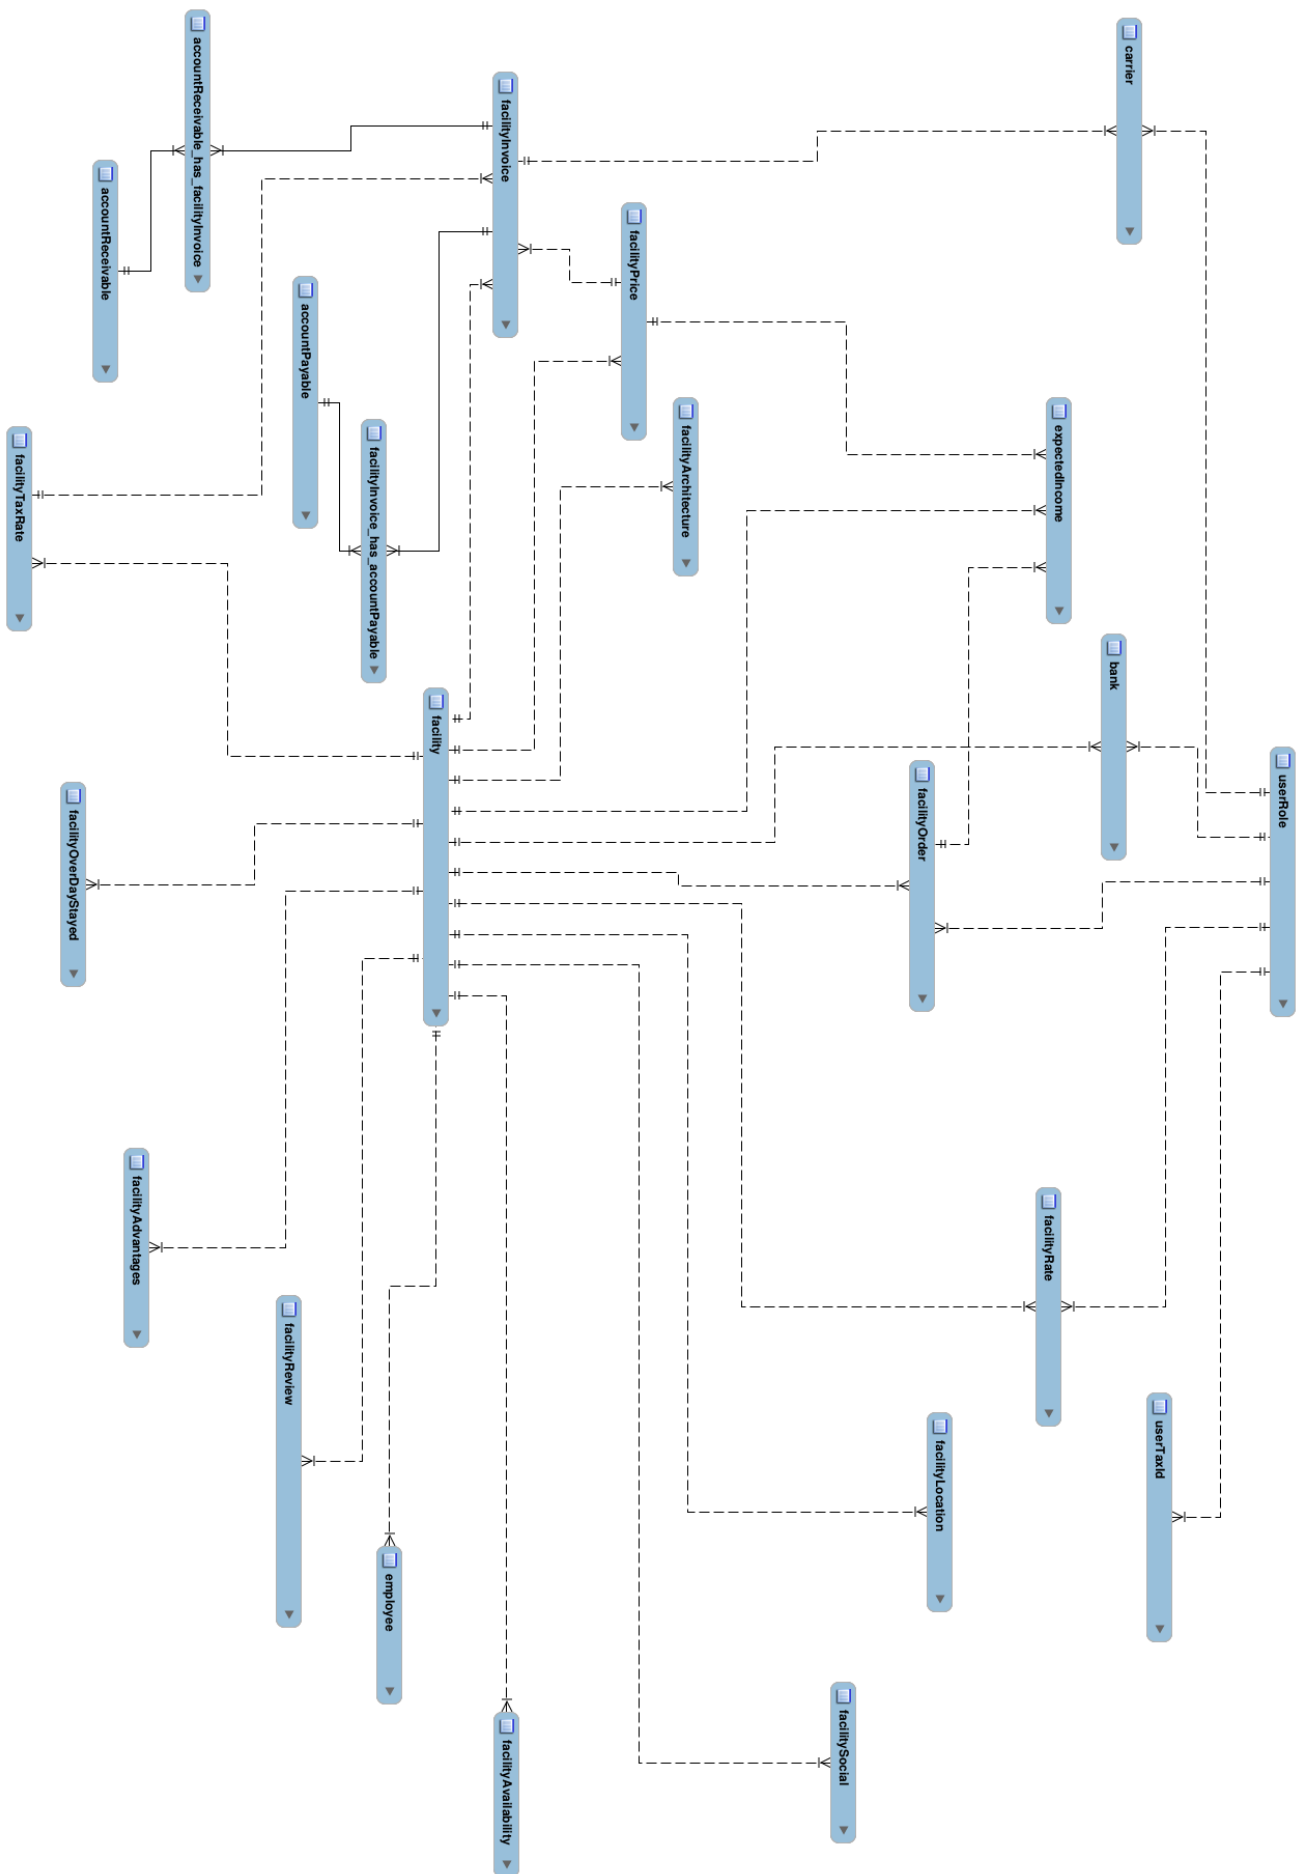 userRole
userTaxId
carrier
bank
expectedIncome
facilityRate
facilityLocation
facilityOrder
facilitySocial
facilityArchitecture
facilityPrice
facilityInvoice
facilityAvailability
facility
employee
facilityInvoice_has_accountPayable
accountPayable
facilityReview
accountReceivable_has_facilityInvoice
facilityAdvantages
accountReceivable
facilityOverDayStayed
facilityTaxRate